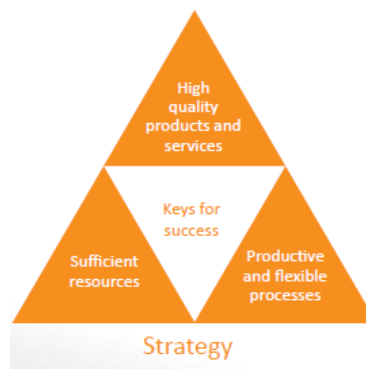 High
quality
products and
services
Keys for
success
Sufficient
resources
Productive
and flexible
processes
Strategy